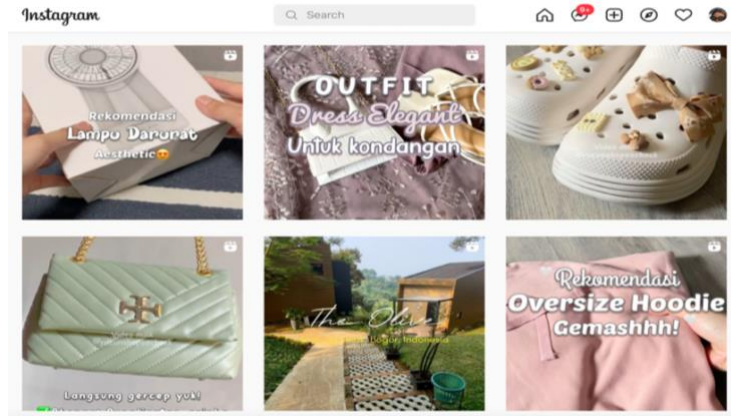 Instagram
Search
9+
Rekomendasi
Lampu Darurat
Aesthetic🥵
OUTFIT
Dress Elegant
Untuk kondangan
Langsung gercep yuk!
The Olive
Bogor, Indonesia
Rekomendasi
Oversize Hoodie
Gemashhh!